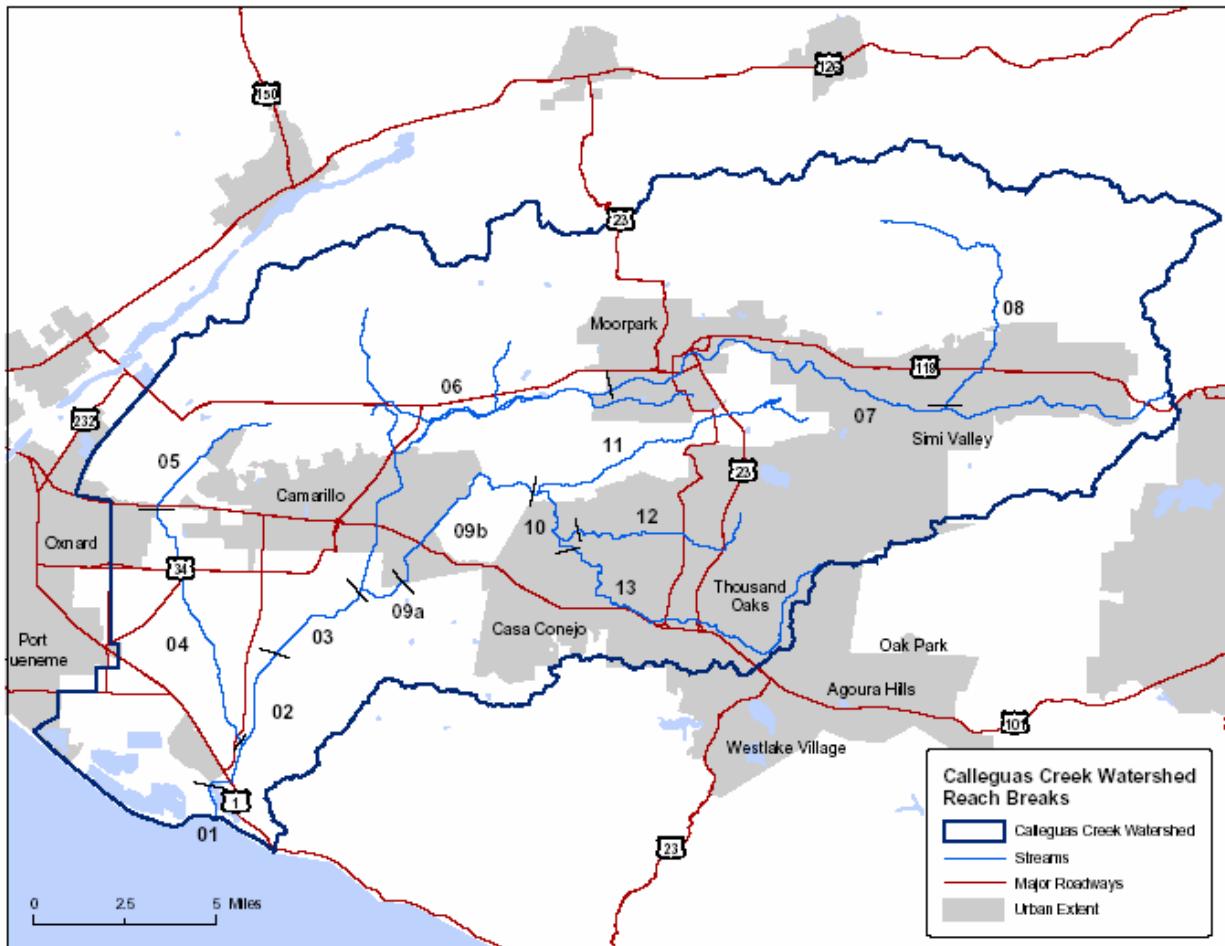 150
126
23
Moorpark
08
118
06
232
07
11
Simi Valley
05
23
Camarillo
09b
10
12
Oxnard
34
09a
13
Thousand
Oaks
03
Casa Conejo
04
Port
ueneme
Oak Park
Agoura Hills
02
101
Westlake Village
1
01
23
0 2.5 5 Miles
Calleguas Creek Watershed
Reach Breaks
Calleguas Creek Watershed
Streams
Major Roadways
Urban Extent